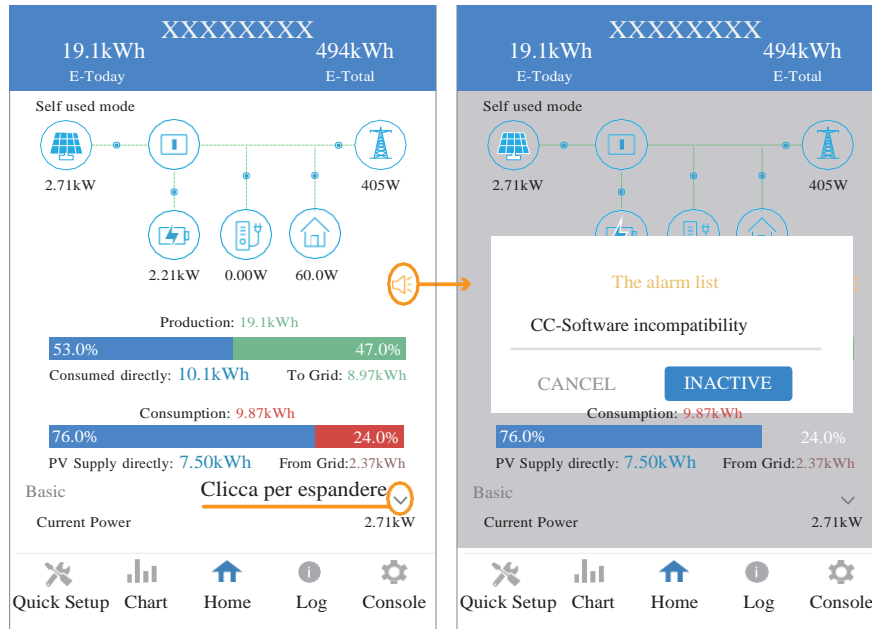 XXXXXXXX
19.1kWh 494kWh
E-Today E-Total
Self used mode
2.71kW 405W
2.21kW 0.00W 60.0W
Production: 19.1kWh
53.0% 47.0%
Consumed directly: 10.1kWh To Grid: 8.97kWh
Consumption: 9.87kWh
76.0% 24.0%
PV Supply directly: 7.50kWh From Grid:2.37kWh
Basic Clicca per espandere
Current Power 2.71kW
Quick Setup Chart Home Log Console
XXXXXXXX
19.1kWh 494kWh
E-Today E-Total
Self used mode
2.71kW 405W
The alarm list
CC-Software incompatibility
CANCEL INACTIVE
Consumption: 9.87kWh
76.0% 24.0%
PV Supply directly: 7.50kWh From Grid:2.37kWh
Basic
Current Power 2.71kW
Quick Setup Chart Home Log Console